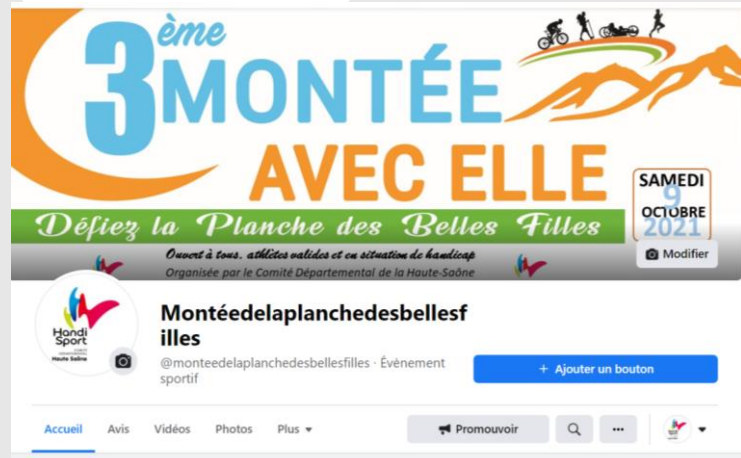 3ème MONTÉE
AVEC ELLE
SAMEDI
9
OCTOBRE
2021
Défiez la Planche des Belles Filles
Ouvert à tous, athlètes valides et en situation de handicap
Organisée par le Comité Départemental de la Haute-Saône
Modifier
Handi
Sport
COMITÉ
DÉPARTEMENTAL
Haute Saône
Montéedelaplanchedesbellesf
illes
@monteedelaplanchedesbellesfilles · Évènement
sportif
+ Ajouter un bouton
Accueil Avis Vidéos Photos Plus Promouvoir ...